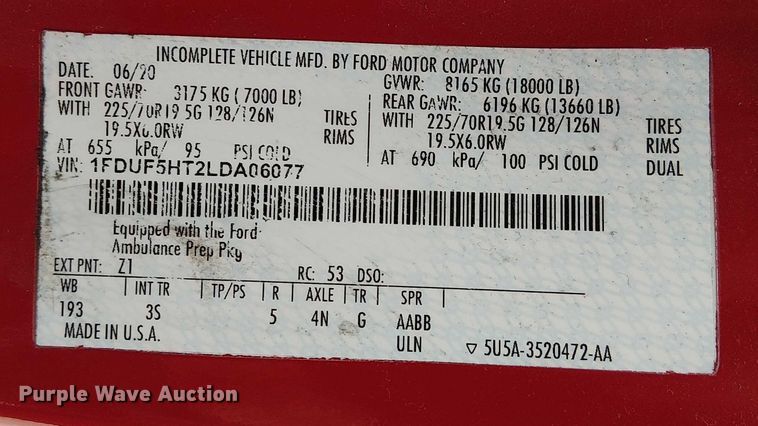 INCOMPLETE VEHICLE MFD. BY FORD MOTOR COMPANY
DATE: 06/20
GVWR: 8165 KG (18000 LB)
FRONT GAWR: 3175 KG (7000 LB)
REAR GAWR: 6196 KG (13660 LB)
WITH 225/70R19.5G 128/126N TIRES
WITH 225/70R19.5G 128/126N TIRES
19.5X6.0RW RIMS
19.5X6.0RW RIMS
AT 655 kPa/ 95 PSI COLD
AT 690 kPa/ 100 PSI COLD DUAL
VIN: 1FDUF5HT2LDA06077
Equipped with the Ford
Ambulance Prep Pkg
EXT PNT: Z1 RC: 53 DSO:
WB INT TR TP/PS R AXLE TR SPR
193 3S 5 4N G AABB
MADE IN U.S.A. ULN ▽ 5U5A-3520472-AA
Purple Wave Auction